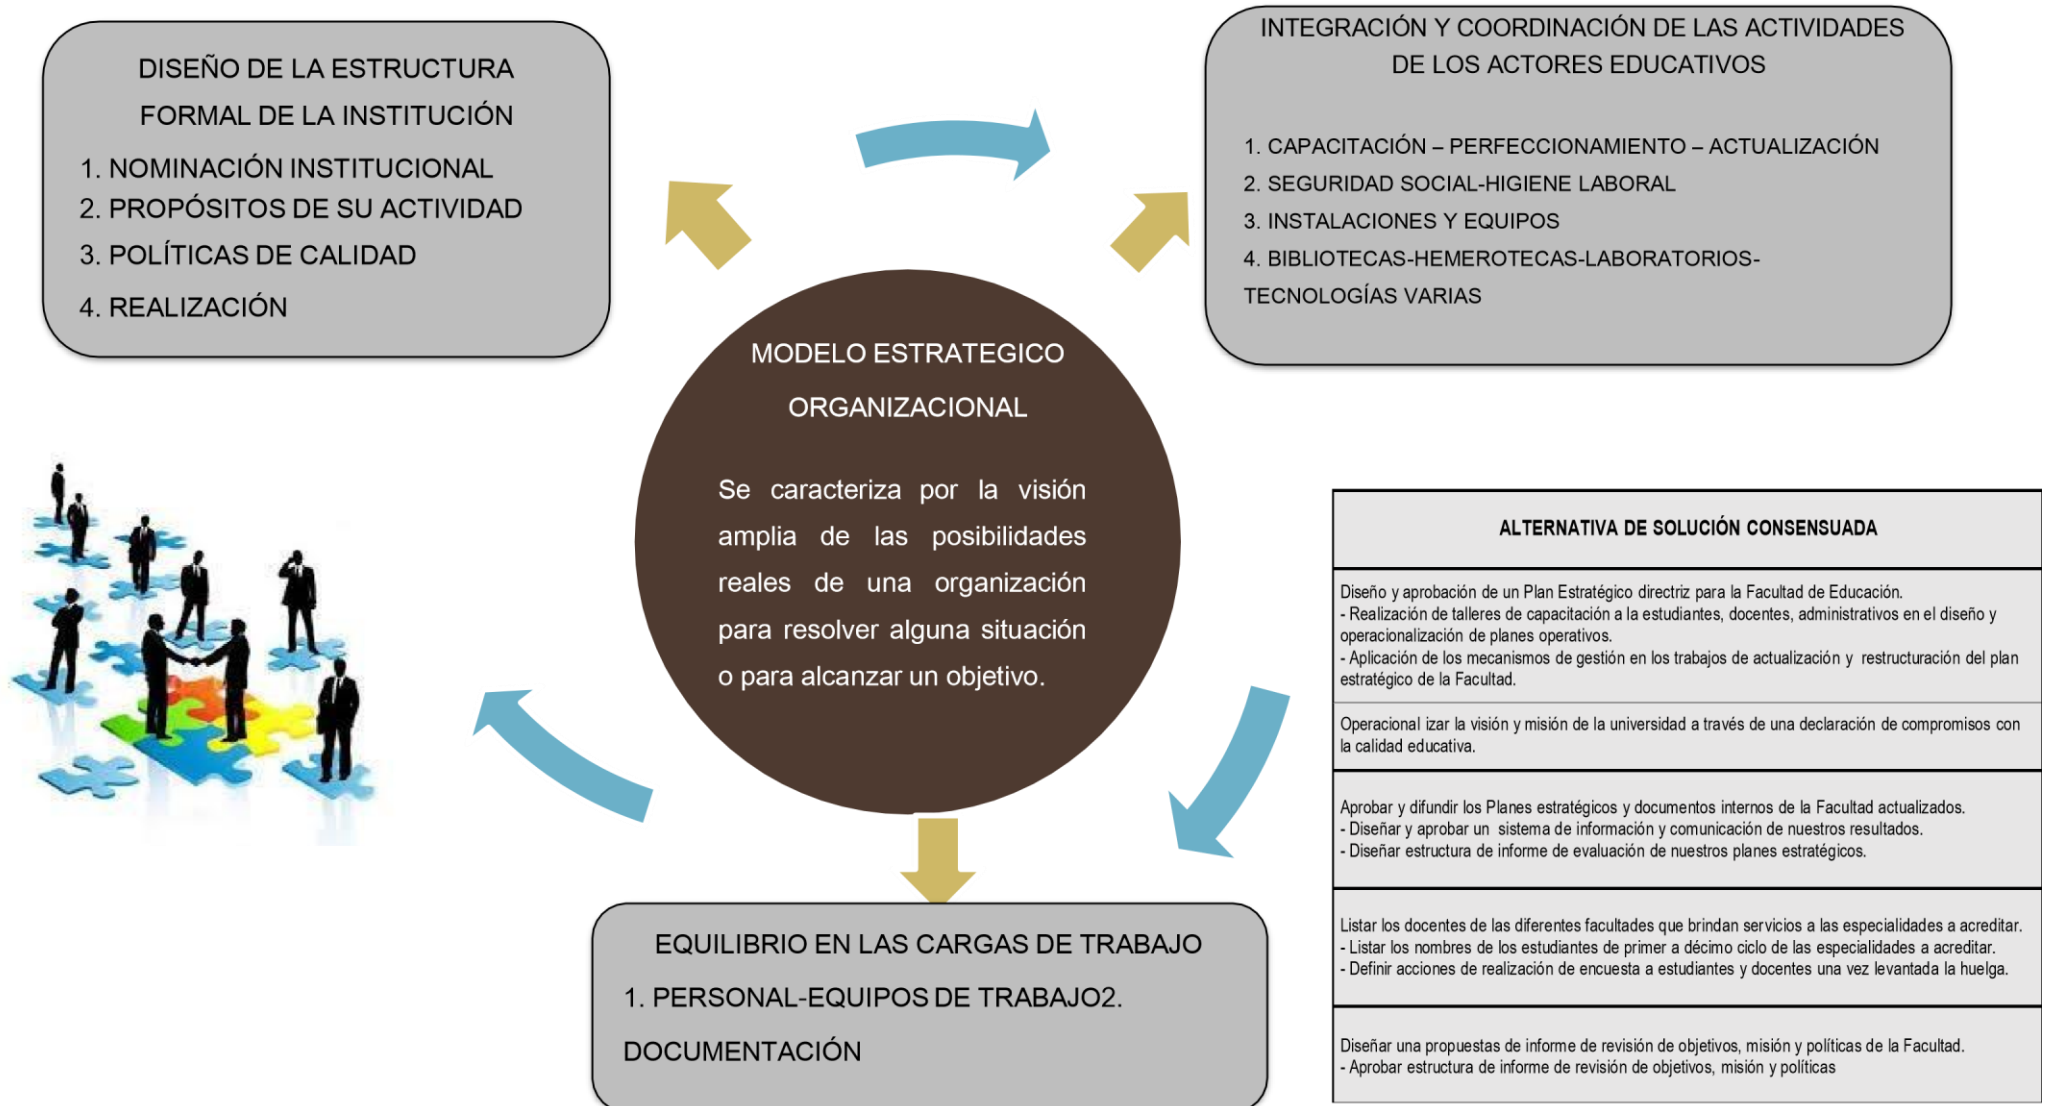 DISEÑO DE LA ESTRUCTURA
FORMAL DE LA INSTITUCIÓN
1. NOMINACIÓN INSTITUCIONAL
2. PROPÓSITOS DE SU ACTIVIDAD
3. POLÍTICAS DE CALIDAD
4. REALIZACIÓN
INTEGRACIÓN Y COORDINACIÓN DE LAS ACTIVIDADES
DE LOS ACTORES EDUCATIVOS
1. CAPACITACIÓN – PERFECCIONAMIENTO – ACTUALIZACIÓN
2. SEGURIDAD SOCIAL-HIGIENE LABORAL
3. INSTALACIONES Y EQUIPOS
4. BIBLIOTECAS-HEMEROTECAS-LABORATORIOS-
TECNOLOGÍAS VARIAS
MODELO ESTRATEGICO
ORGANIZACIONAL
Se caracteriza por la visión
amplia de las posibilidades
reales de una organización
para resolver alguna situación
o para alcanzar un objetivo.
EQUILIBRIO EN LAS CARGAS DE TRABAJO
1. PERSONAL-EQUIPOS DE TRABAJO2.
DOCUMENTACIÓN
ALTERNATIVA DE SOLUCIÓN CONSENSUADA
Diseño y aprobación de un Plan Estratégico directriz para la Facultad de Educación.
- Realización de talleres de capacitación a la estudiantes, docentes, administrativos en el diseño y
operacionalización de planes operativos.
- Aplicación de los mecanismos de gestión en los trabajos de actualización y restructuración del plan
estratégico de la Facultad.
Operacional izar la visión y misión de la universidad a través de una declaración de compromisos con
la calidad educativa.
Aprobar y difundir los Planes estratégicos y documentos internos de la Facultad actualizados.
- Diseñar y aprobar un sistema de información y comunicación de nuestros resultados.
- Diseñar estructura de informe de evaluación de nuestros planes estratégicos.
Listar los docentes de las diferentes facultades que brindan servicios a las especialidades a acreditar.
- Listar los nombres de los estudiantes de primer a décimo ciclo de las especialidades a acreditar.
- Definir acciones de realización de encuesta a estudiantes y docentes una vez levantada la huelga.
Diseñar una propuestas de informe de revisión de objetivos, misión y políticas de la Facultad.
- Aprobar estructura de informe de revisión de objetivos, misión y políticas